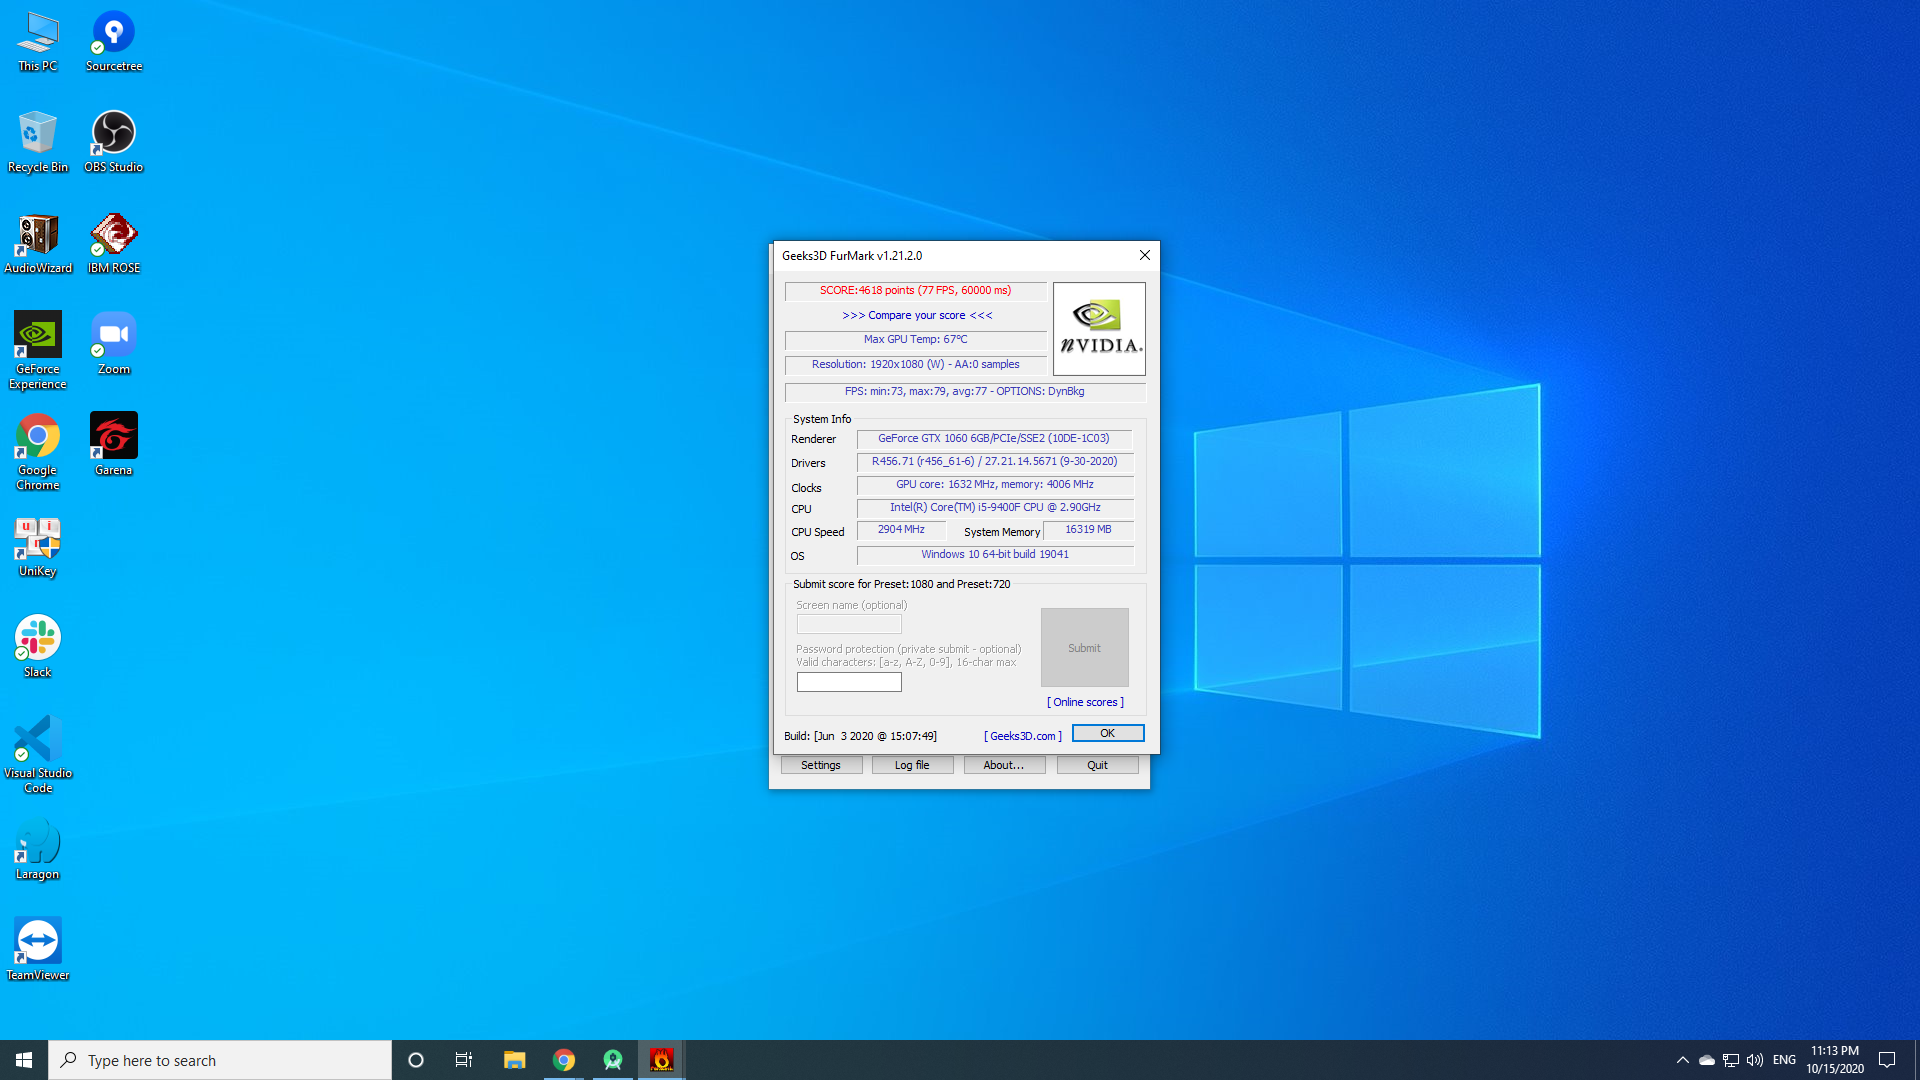 This PC
Sourcetree
Recycle Bin
OBS Studio
AudioWizard
IBM ROSE
GeForce
Experience
Zoom
Google
Chrome
Garena
u i
UniKey
Slack
Visual Studio
Code
Laragon
TeamViewer
Geeks3D FurMark v1.21.2.0
SCORE:4618 points (77 FPS, 60000 ms)
>>> Compare your score <<<
Max GPU Temp: 67°C
Resolution: 1920x1080 (W) - AA:0 samples
nVIDIA.
FPS: min:73, max:79, avg:77 - OPTIONS: DynBkg
System Info
Renderer GeForce GTX 1060 6GB/PCIe/SSE2 (10DE-1C03)
Drivers R456.71 (r456_61-6) / 27.21.14.5671 (9-30-2020)
Clocks GPU core: 1632 MHz, memory: 4006 MHz
CPU Intel(R) Core(TM) i5-9400F CPU @ 2.90GHz
CPU Speed 2904 MHz System Memory 16319 MB
OS Windows 10 64-bit build 19041
Submit score for Preset:1080 and Preset:720
Screen name (optional)
Password protection (private submit - optional)
Valid characters: [a-z, A-Z, 0-9], 16-char max
Submit
[ Online scores ]
Build: [Jun 3 2020 @ 15:07:49] [ Geeks3D.com ] OK
Settings Log file About... Quit
Type here to search
ENG
11:13 PM
10/15/2020